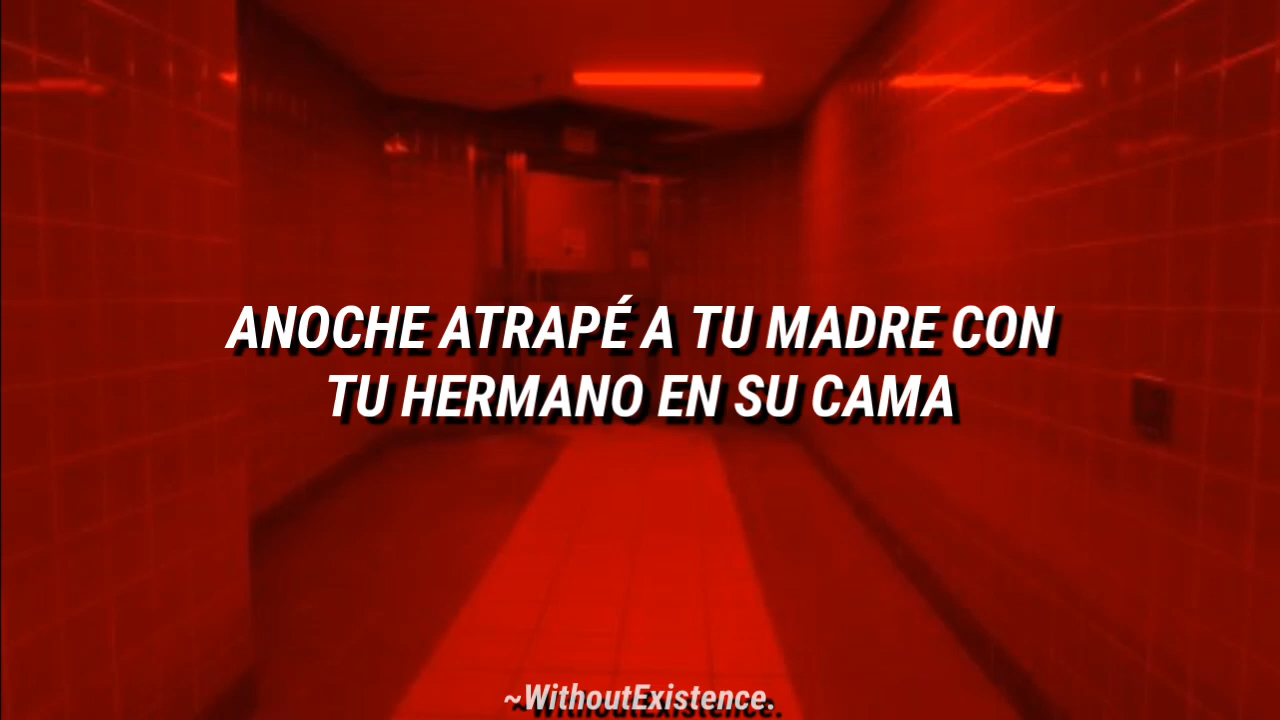 ANOCHE ATRAPÉ A TU MADRE CON
TU HERMANO EN SU CAMA
~WithoutExistence.